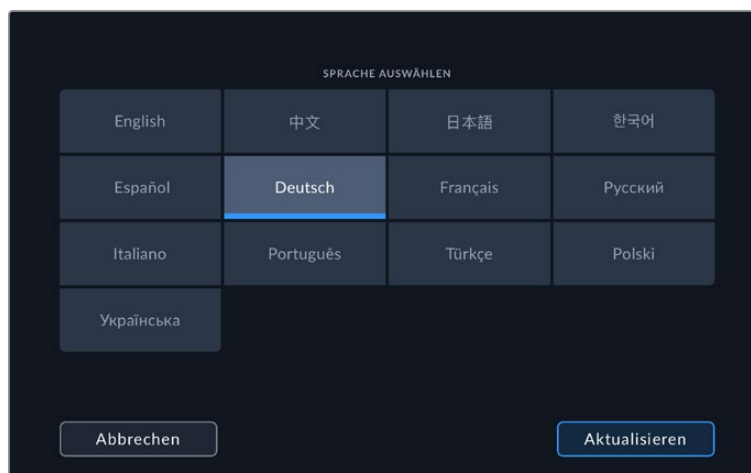 SPRACHE AUSWÄHLEN
English 中文 日本語 한국어
Español Deutsch Français Русский
Italiano Português Türkçe Polski
Українська
Abbrechen Aktualisieren